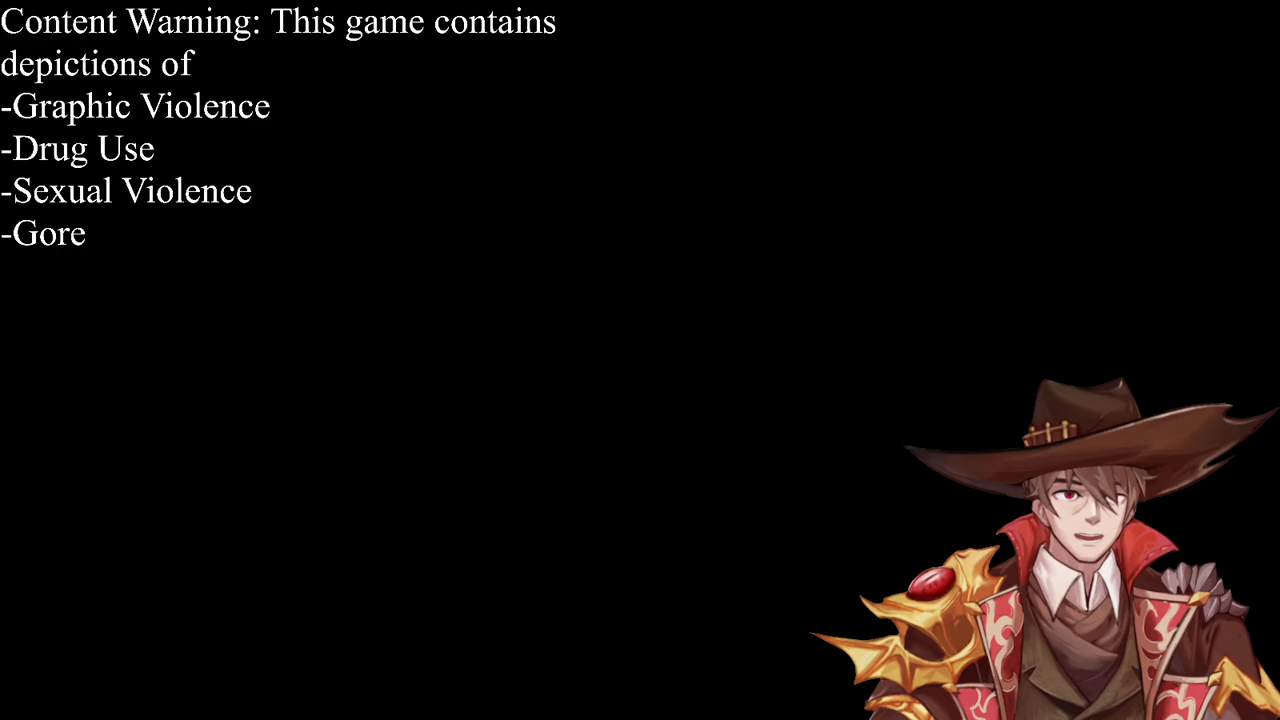 Content Warning: This game contains
depictions of
-Graphic Violence
-Drug Use
-Sexual Violence
-Gore